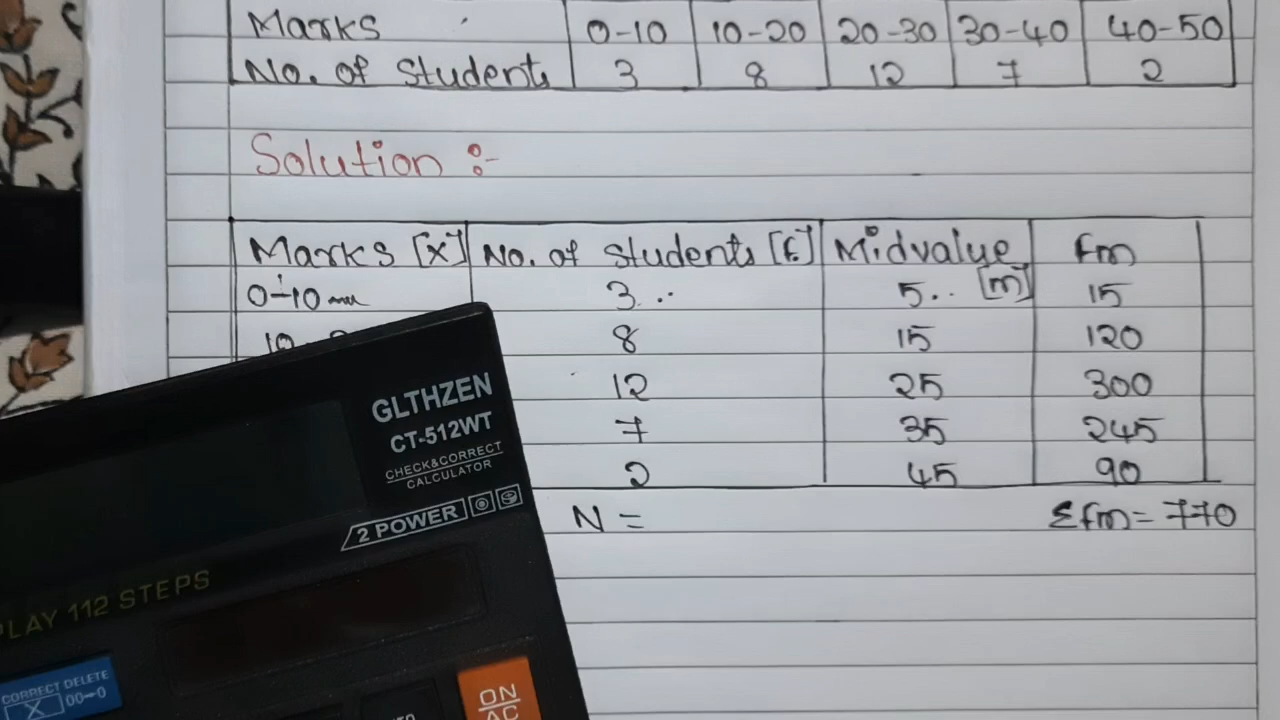 Marks 0-10 10-20 20-30 30-40 40-50
No. of Students 3 8 12 7 2
Solution :-
Marks [x] No. of Students [f] Midvalue [m] fm
0-10 3 5 15
10 8 15 120
12 25 300
7 35 245
2 45 90
N = Σfm = 770
GLTHZEN
CT-512WT
CHECK&CORRECT
CALCULATOR
2 POWER
PLAY 112 STEPS
CORRECT DELETE
X 00→0
ON
AC